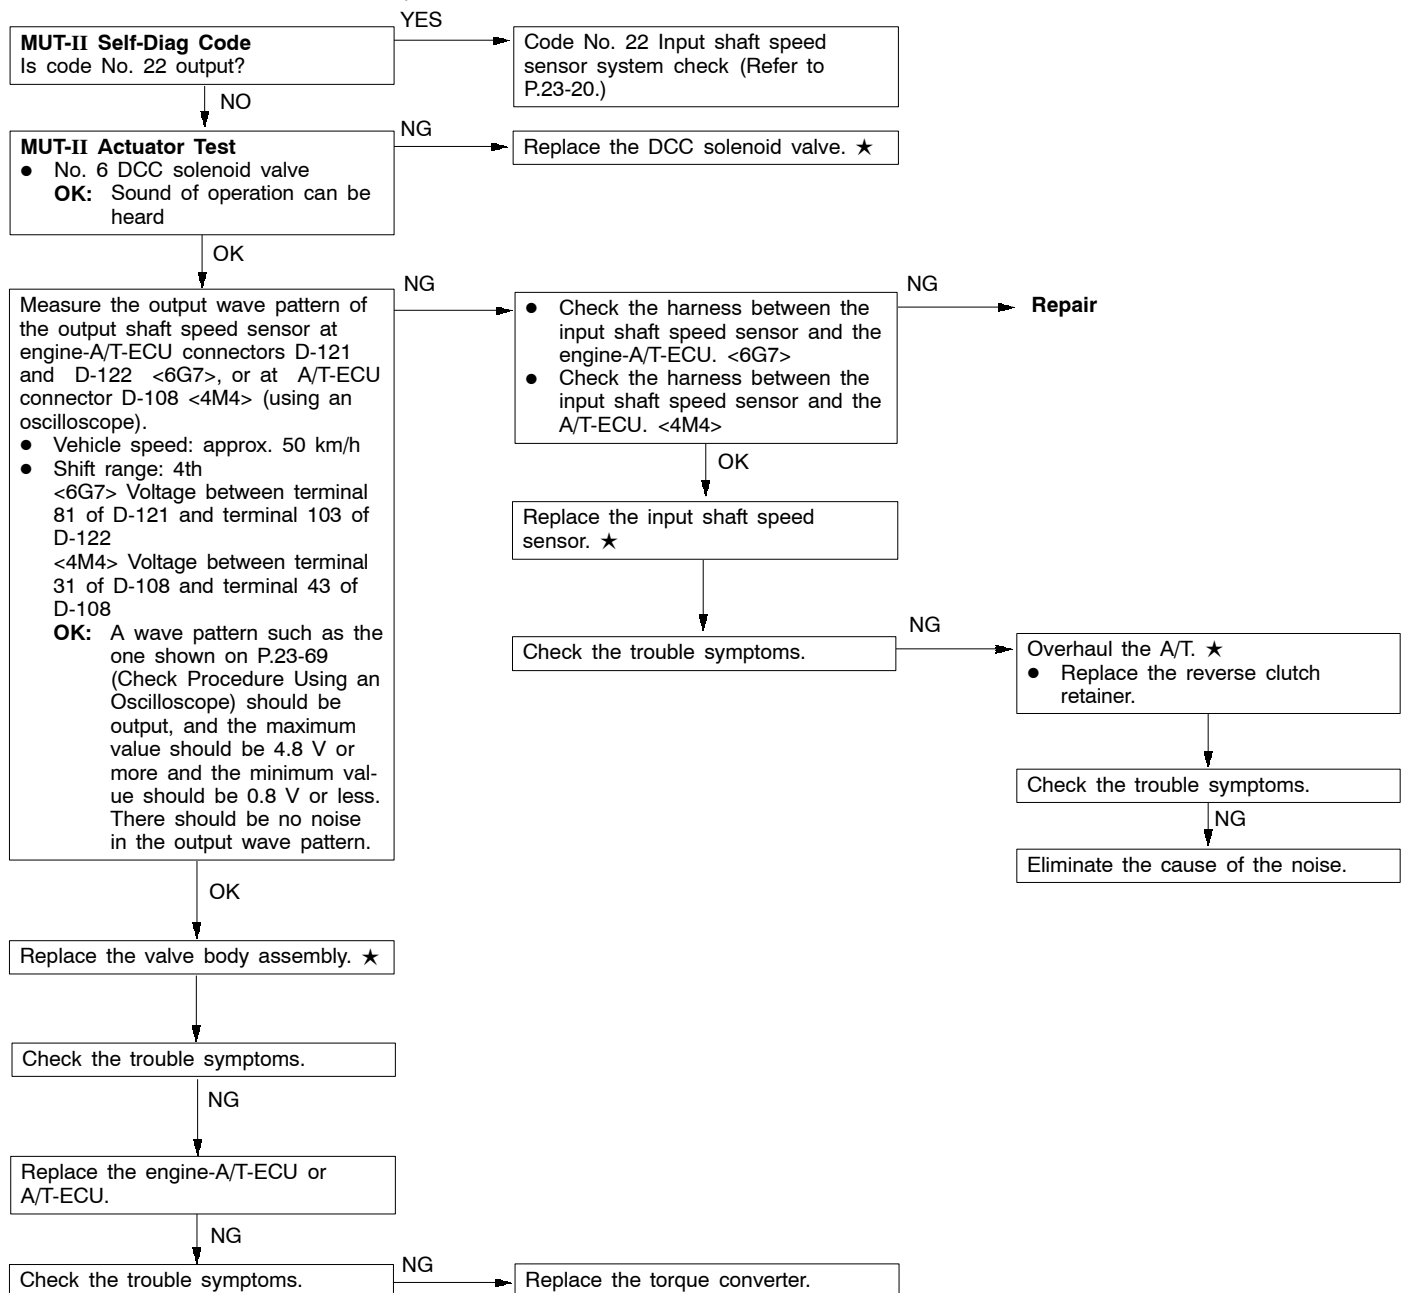 YES
MUT-II Self-Diag Code
Is code No. 22 output?
Code No. 22 Input shaft speed
sensor system check (Refer to
P.23-20.)
NO
MUT-II Actuator Test
● No. 6 DCC solenoid valve
OK: Sound of operation can be
heard
NG
Replace the DCC solenoid valve. ★
OK
Measure the output wave pattern of
the output shaft speed sensor at
engine-A/T-ECU connectors D-121
and D-122 <6G7>, or at A/T-ECU
connector D-108 <4M4> (using an
oscilloscope).
● Vehicle speed: approx. 50 km/h
● Shift range: 4th
<6G7> Voltage between terminal
81 of D-121 and terminal 103 of
D-122
<4M4> Voltage between terminal
31 of D-108 and terminal 43 of
D-108
OK: A wave pattern such as the
one shown on P.23-69
(Check Procedure Using an
Oscilloscope) should be
output, and the maximum
value should be 4.8 V or
more and the minimum val-
ue should be 0.8 V or less.
There should be no noise
in the output wave pattern.
NG
● Check the harness between the
input shaft speed sensor and the
engine-A/T-ECU. <6G7>
● Check the harness between the
input shaft speed sensor and the
A/T-ECU. <4M4>
NG
Repair
OK
Replace the input shaft speed
sensor. ★
Check the trouble symptoms.
NG
Overhaul the A/T. ★
● Replace the reverse clutch
retainer.
Check the trouble symptoms.
NG
Eliminate the cause of the noise.
OK
Replace the valve body assembly. ★
Check the trouble symptoms.
NG
Replace the engine-A/T-ECU or
A/T-ECU.
NG
Check the trouble symptoms.
NG
Replace the torque converter.